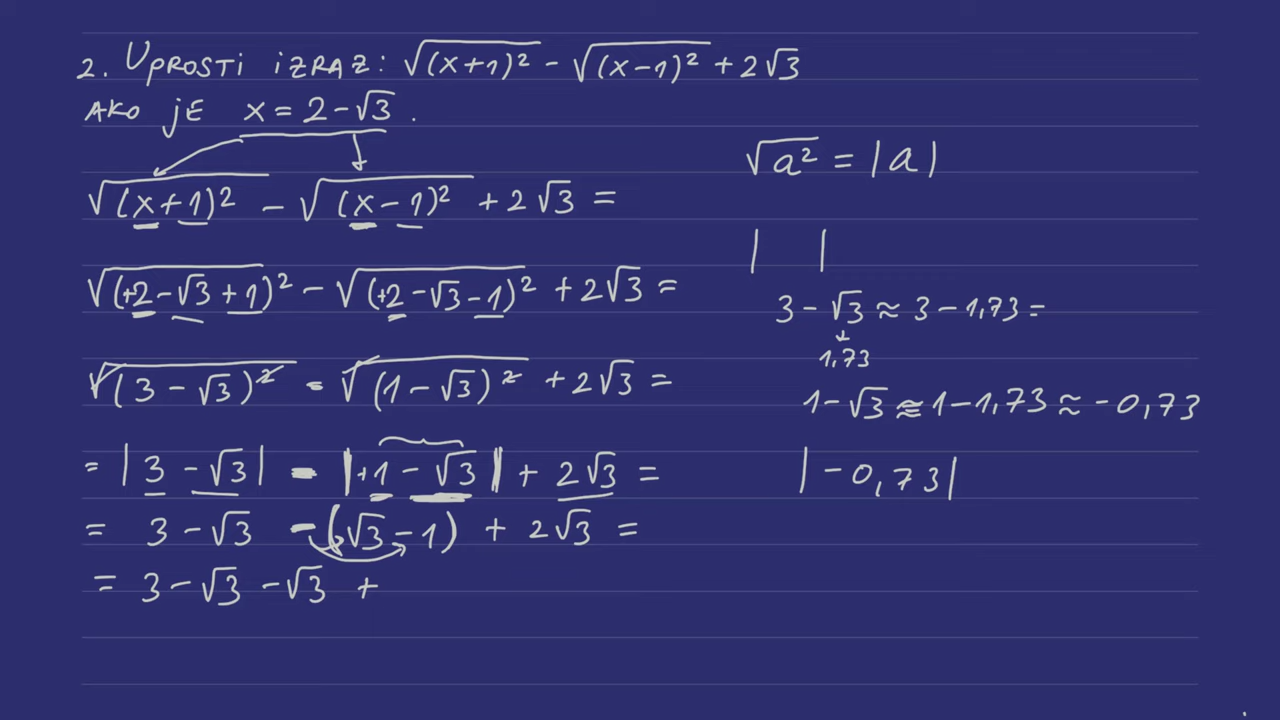 2. Uprosti izraz: √(x+1)² - √(x-1)² + 2√3
Ako je x = 2 - √3.
√(x+1)² - √(x-1)² + 2√3 =
√(+2-√3+1)² - √(+2-√3-1)² + 2√3 =
√(3-√3)² - √(1-√3)² + 2√3 =
= |3-√3| - |+1-√3| + 2√3 =
= 3-√3 - (√3-1) + 2√3 =
= 3-√3-√3 +
√a² = |a|
| |
3-√3 ≈ 3-1,73 =
1,73
1-√3 ≈ 1-1,73 ≈ -0,73
|-0,73|